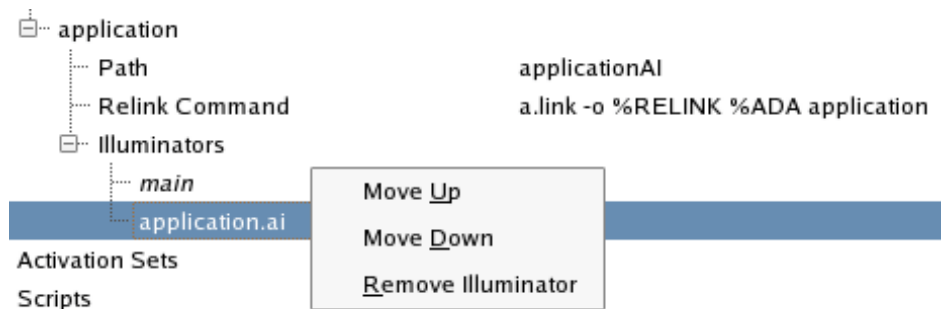 application
Path applicationAI
Relink Command a.link -o %RELINK %ADA application
Illuminators
main
Move Up
application.ai
Move Down
Activation Sets
Remove Illuminator
Scripts